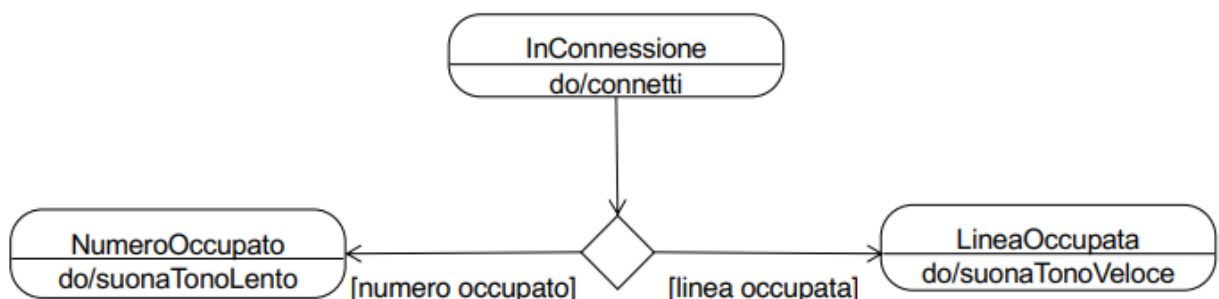 InConnessione
do/connetti
NumeroOccupato
do/suonaTonoLento
[numero occupato]
[linea occupata]
LineaOccupata
do/suonaTonoVeloce